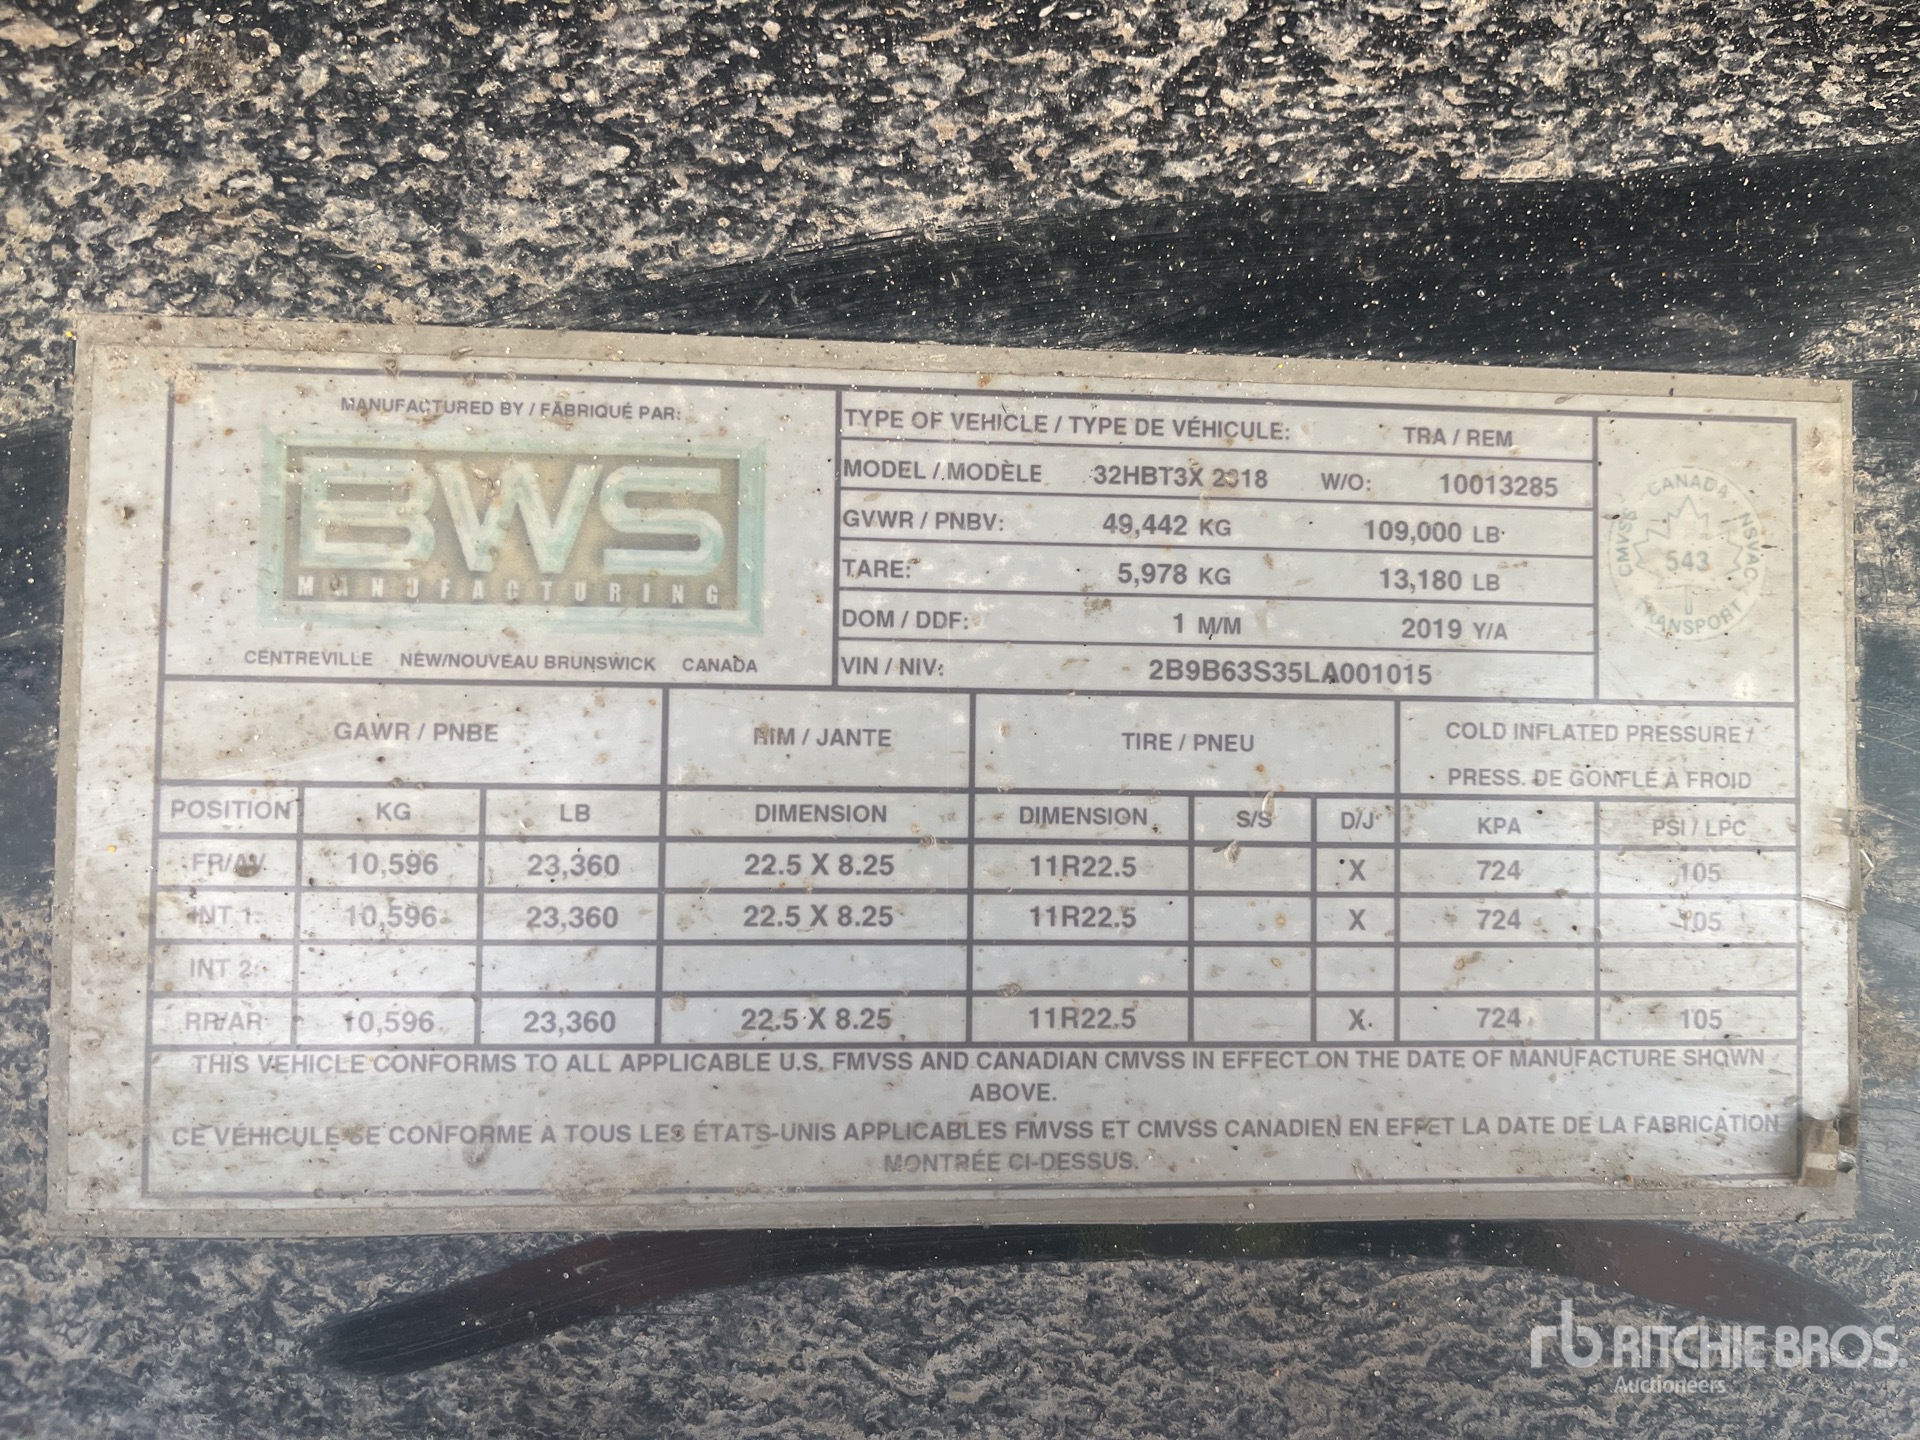 MANUFACTURED BY / FABRIQUÉ PAR:
BWS
MANUFACTURING
CENTREVILLE NEW/NOUVEAU BRUNSWICK CANADA
TYPE OF VEHICLE / TYPE DE VÉHICULE: TRA / REM
MODEL / MODÈLE 32HBT3X 2318 W/O: 10013285
GVWR / PNBV: 49,442 KG 109,000 LB
TARE: 5,978 KG 13,180 LB
DOM / DDF: 1 M/M 2019 Y/A
VIN / NIV: 2B9B63S35LA001015
CANADA
CMVSS 543 NSVAC
TRANSPORT
GAWR / PNBE RIM / JANTE TIRE / PNEU COLD INFLATED PRESSURE /
PRESS. DE GONFLÉ À FROID
POSITION KG LB DIMENSION DIMENSION S/S D/J KPA PSI / LPC
FR/AV 10,596 23,360 22.5 X 8.25 11R22.5 X 724 105
INT 1: 10,596 23,360 22.5 X 8.25 11R22.5 X 724 105
INT 2:
RR/AR 10,596 23,360 22.5 X 8.25 11R22.5 X 724 105
THIS VEHICLE CONFORMS TO ALL APPLICABLE U.S. FMVSS AND CANADIAN CMVSS IN EFFECT ON THE DATE OF MANUFACTURE SHOWN
ABOVE.
CE VÉHICULE SE CONFORME A TOUS LES ÉTATS-UNIS APPLICABLES FMVSS ET CMVSS CANADIEN EN EFFET LA DATE DE LA FABRICATION
MONTRÉE CI-DESSUS.
rb RITCHIE BROS.
Auctioneers